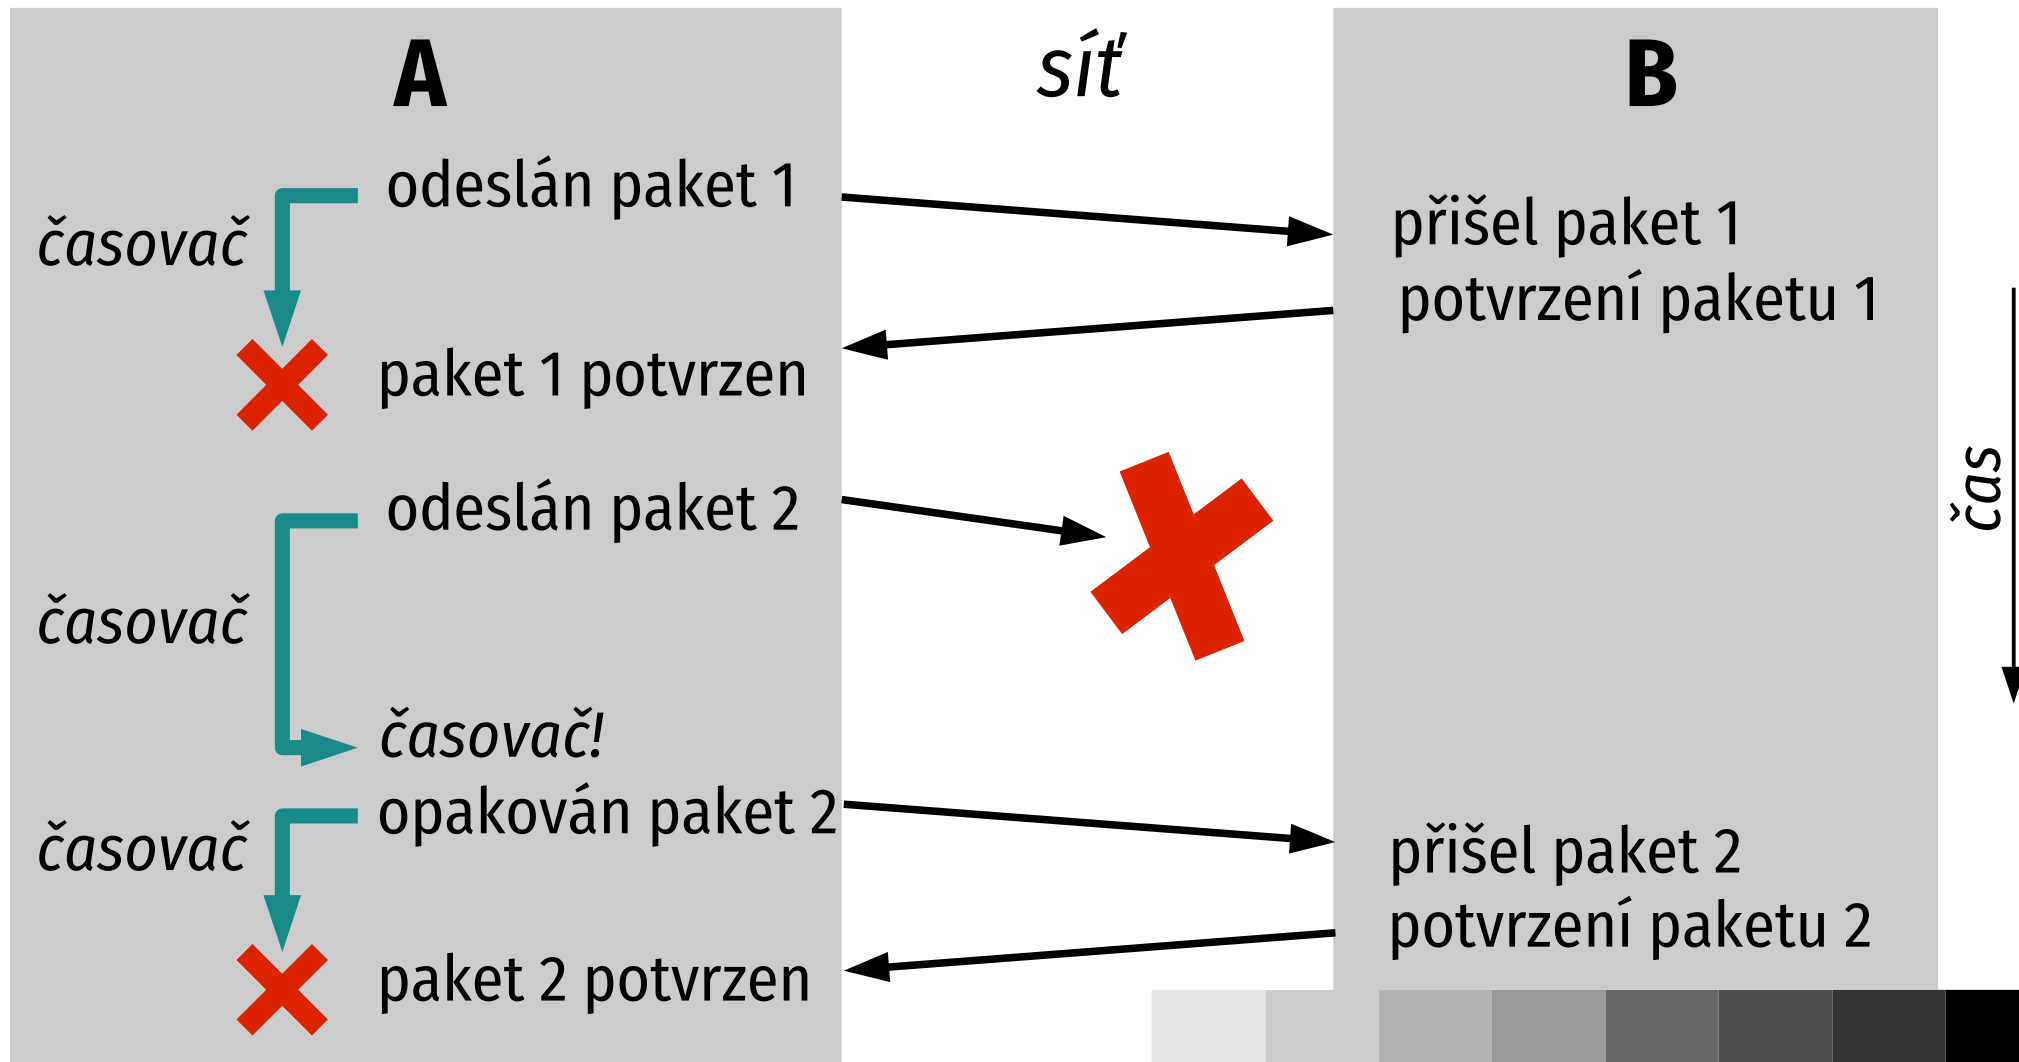 A
síť
B
odeslán paket 1
časovač
přišel paket 1
potvrzení paketu 1
paket 1 potvrzen
odeslán paket 2
čas
časovač
časovač!
opakován paket 2
časovač
přišel paket 2
potvrzení paketu 2
paket 2 potvrzen